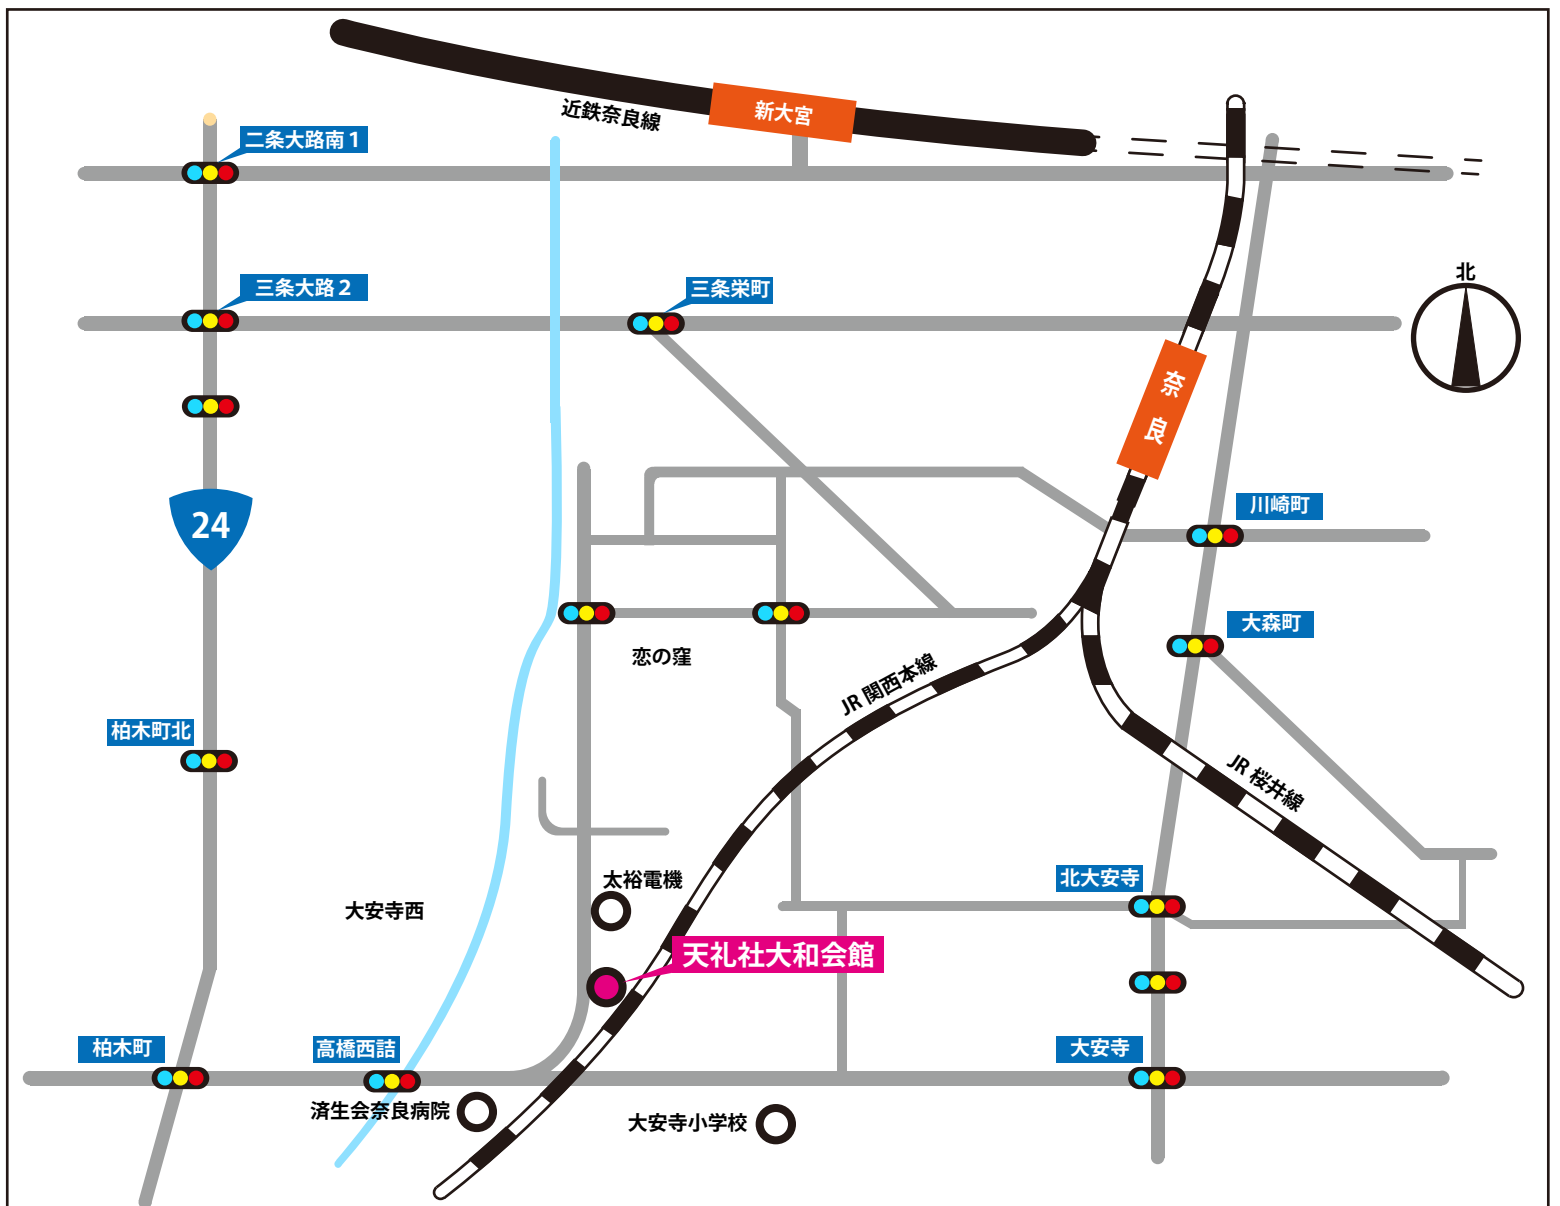 近鉄奈良線
新大宮
二条大路南1
三条大路2
三条栄町
北
奈良
24
川崎町
大森町
恋の窪
JR関西本線
柏木町北
JR桜井線
太裕電機
北大安寺
大安寺西
天礼社大和会館
柏木町
高橋西詰
大安寺
済生会奈良病院
大安寺小学校